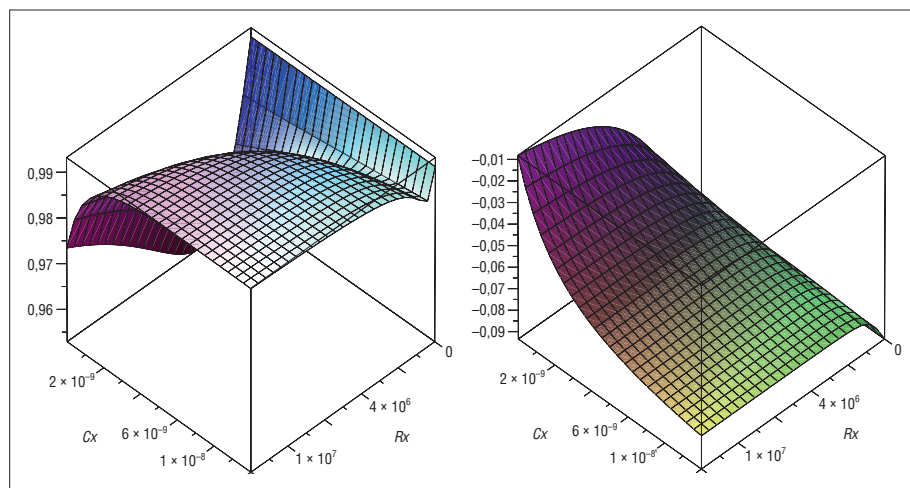 0,99
0,98
0,97
0,96
2 × 10⁻⁹
6 × 10⁻⁹
1 × 10⁻⁸
Cx
0
4 × 10⁶
1 × 10⁷
Rx
–0,01
–0,02
–0,03
–0,04
–0,05
–0,06
–0,07
–0,08
–0,09
2 × 10⁻⁹
6 × 10⁻⁹
1 × 10⁻⁸
Cx
0
4 × 10⁶
1 × 10⁷
Rx